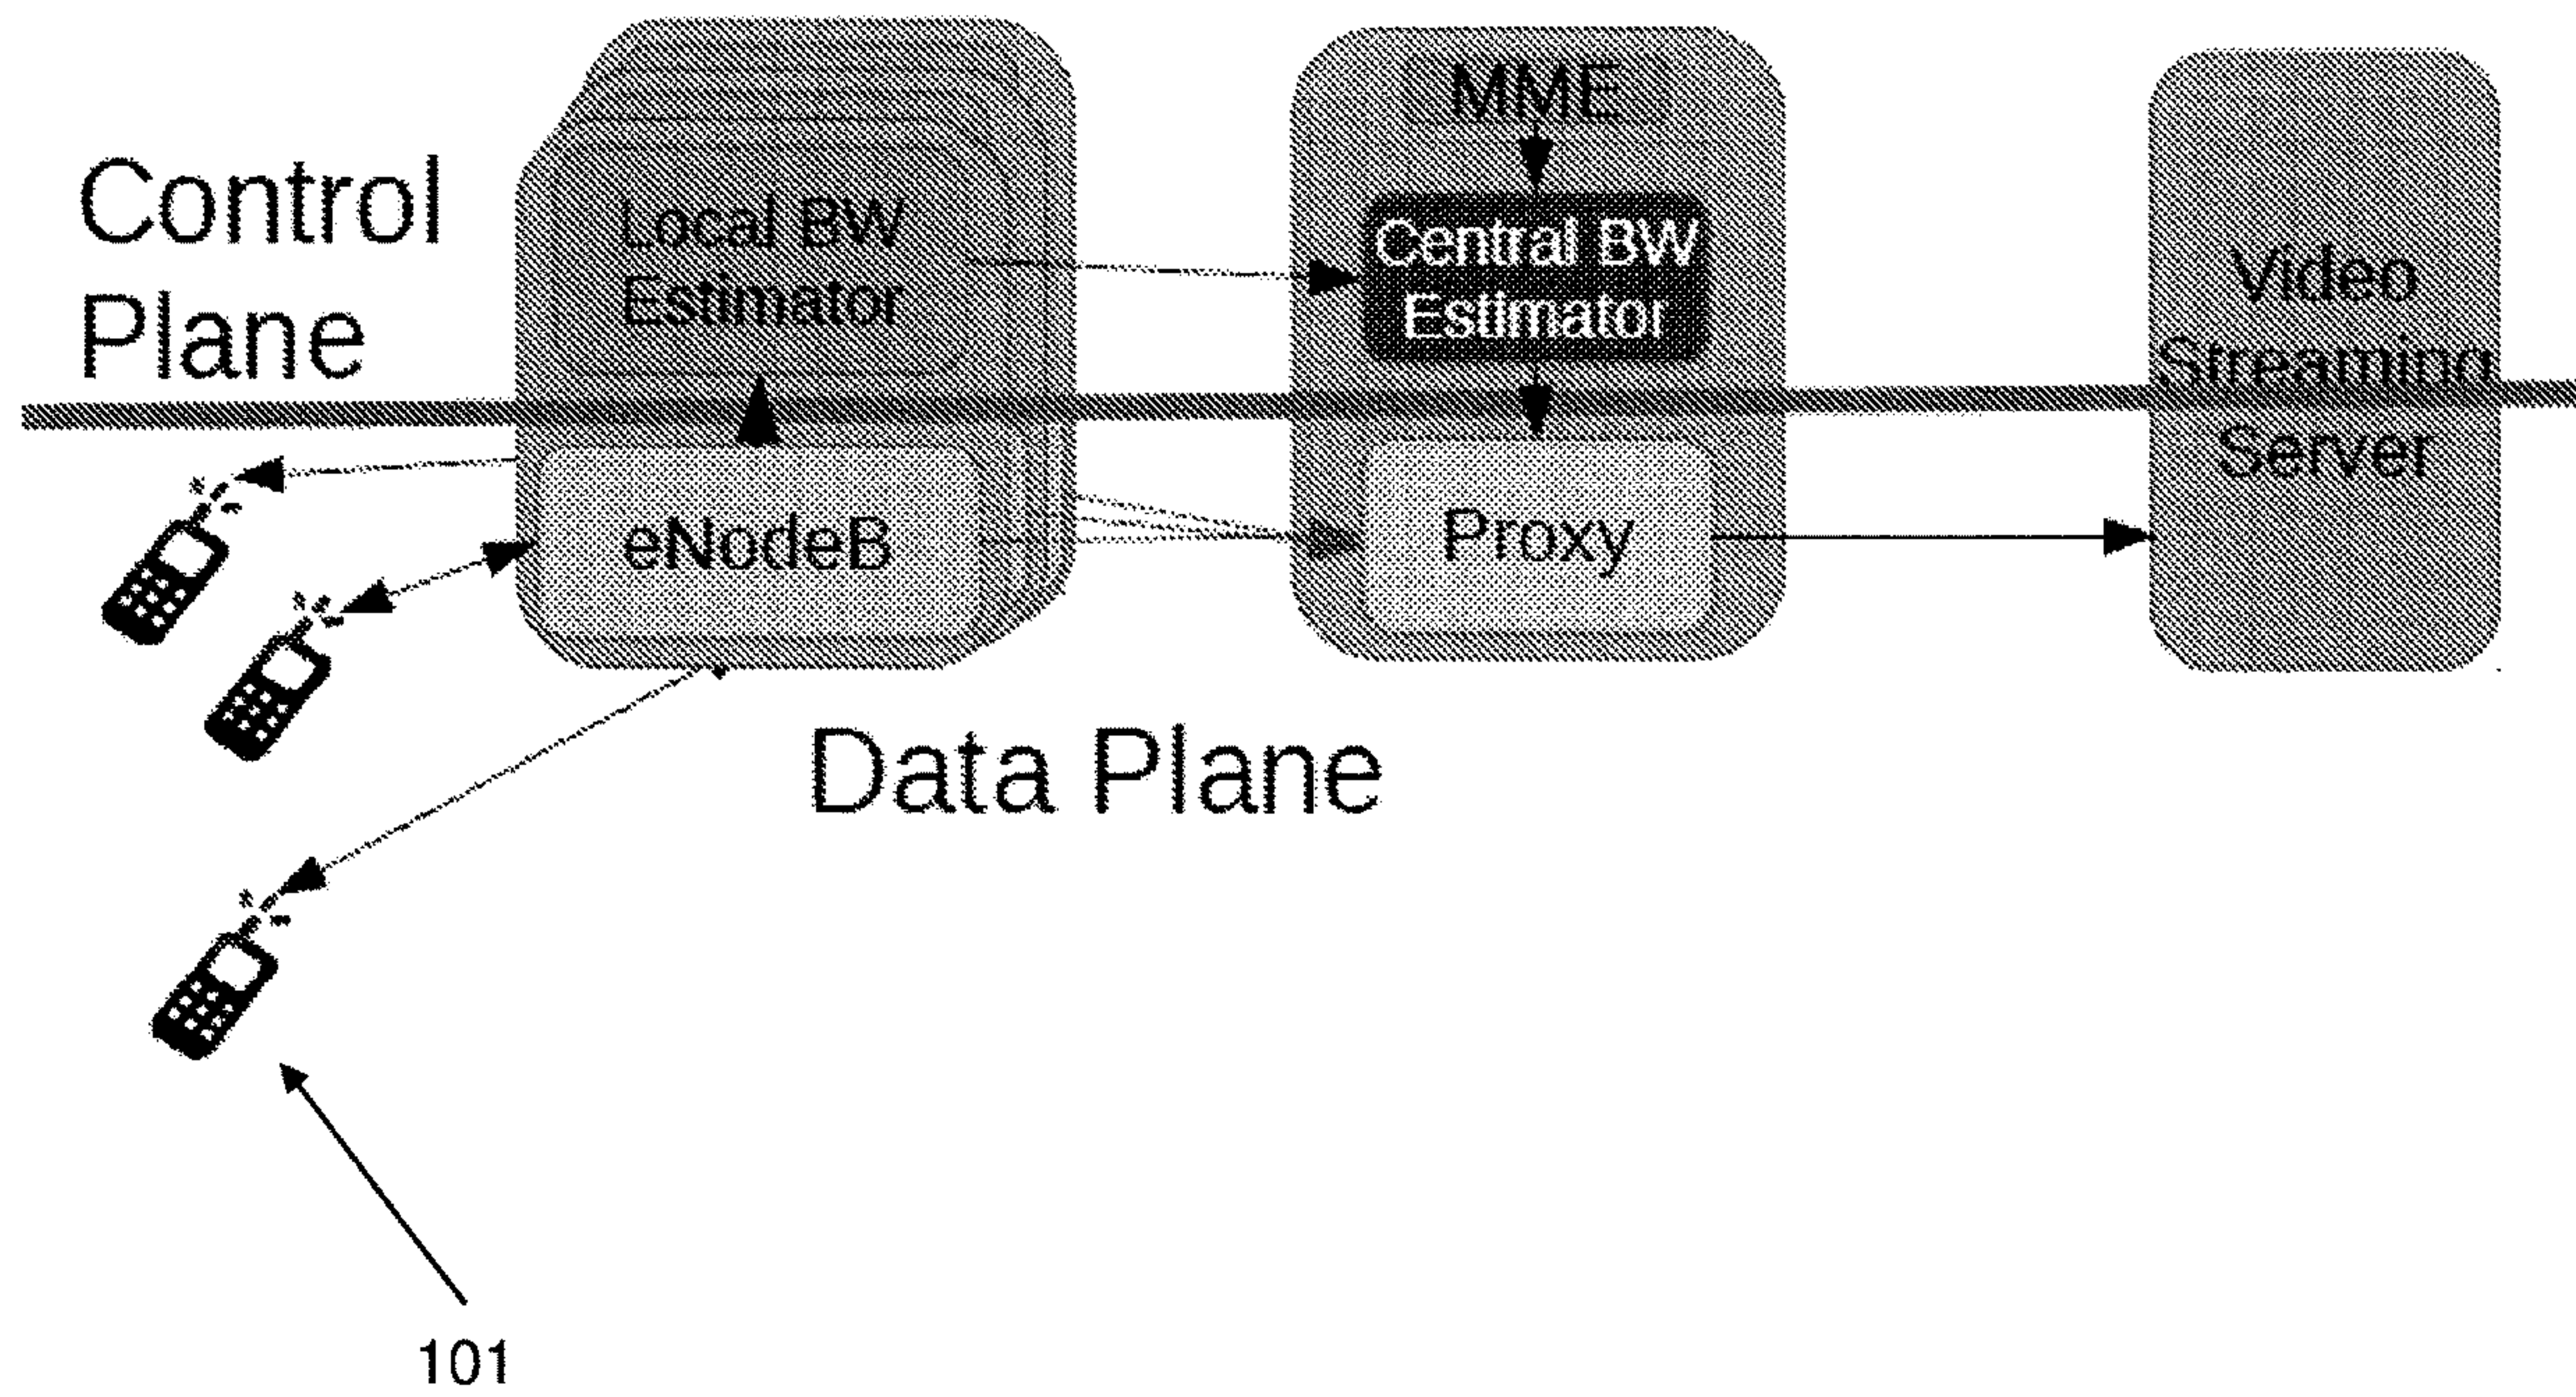 Control
Plane
Local BW
Estimator
eNodeB
MME
Central BW
Estimator
Proxy
Video
Streaming
Server
Data Plane
101